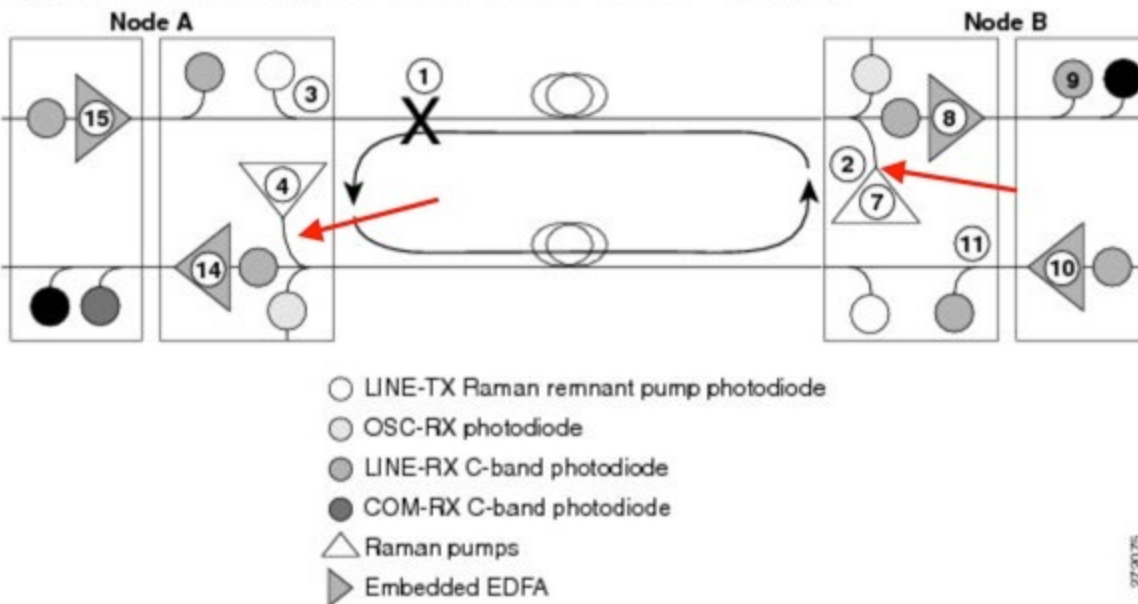 Node A
Node B
1
9
3
15
8
4
2
7
11
14
10
X
LINE-TX Raman remnant pump photodiode
OSC-RX photodiode
LINE-RX C-band photodiode
COM-RX C-band photodiode
Raman pumps
Embedded EDFA